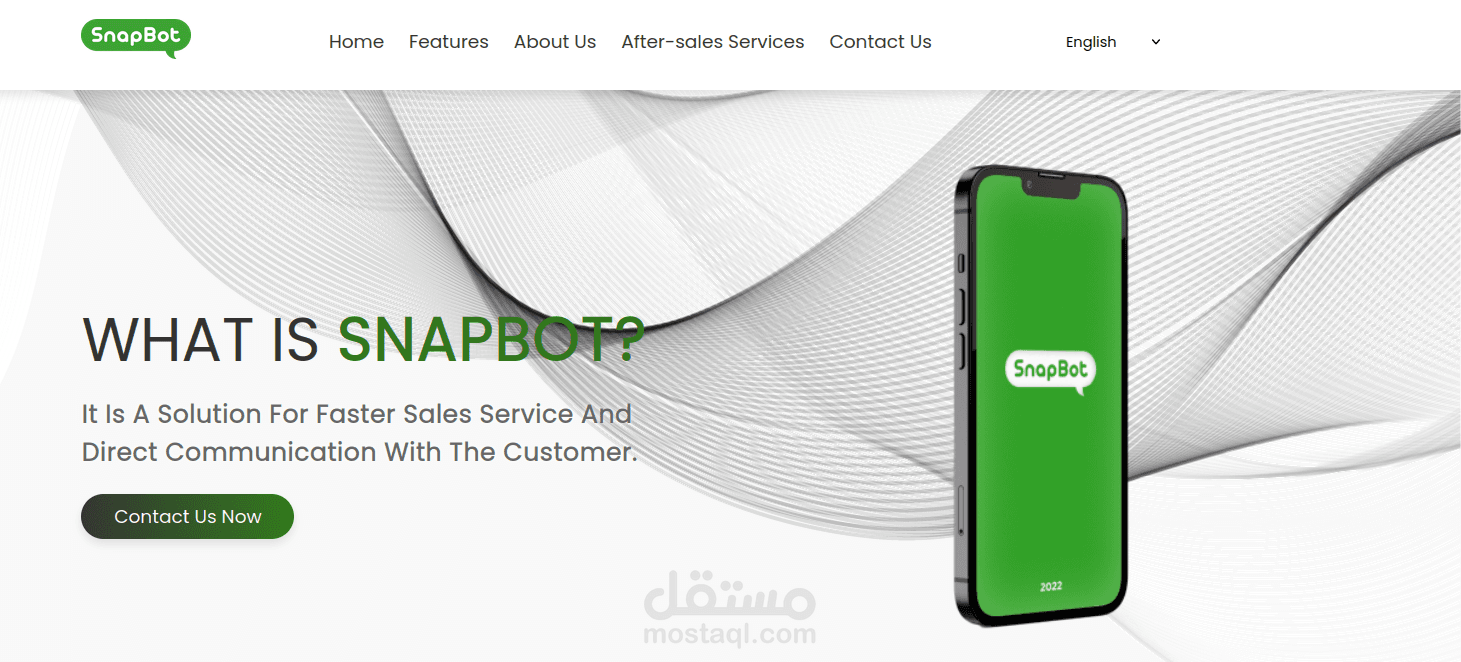 SnapBot
Home Features About Us After-sales Services Contact Us English
WHAT IS SNAPBOT?
It Is A Solution For Faster Sales Service And
Direct Communication With The Customer.
Contact Us Now
SnapBot
2022
مستقل
mostaql.com